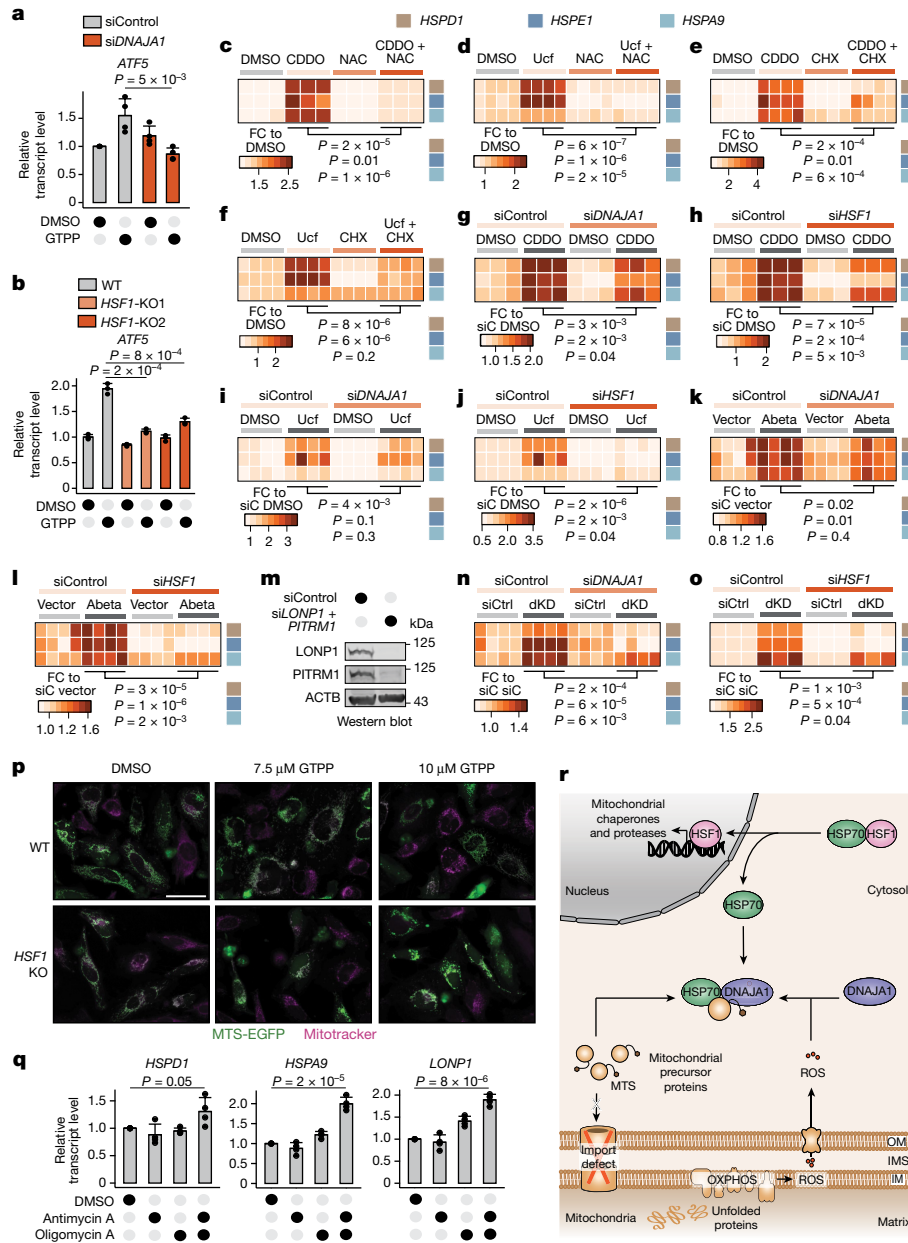 a
siControl
siDNAJA1
ATF5
P = 5 × 10⁻³
Relative transcript level
1.5
1.0
0.5
0
DMSO
GTPP
b
WT
HSF1-KO1
HSF1-KO2
ATF5
P = 8 × 10⁻⁴
P = 2 × 10⁻⁴
Relative transcript level
2.0
1.5
1.0
0.5
0
DMSO
GTPP
HSPD1 HSPE1 HSPA9
c
DMSO CDDO NAC CDDO + NAC
FC to DMSO
1.5 2.5
P = 2 × 10⁻⁵
P = 0.01
P = 1 × 10⁻⁶
d
DMSO Ucf NAC Ucf + NAC
FC to DMSO
1 2
P = 6 × 10⁻⁷
P = 1 × 10⁻⁶
P = 2 × 10⁻⁵
e
DMSO CDDO CHX CDDO + CHX
FC to DMSO
2 4
P = 2 × 10⁻⁴
P = 0.01
P = 6 × 10⁻⁴
f
DMSO Ucf CHX Ucf + CHX
FC to DMSO
1 2
P = 8 × 10⁻⁶
P = 6 × 10⁻⁶
P = 0.2
g
siControl siDNAJA1
DMSO CDDO DMSO CDDO
FC to siC DMSO
1.0 1.5 2.0
P = 3 × 10⁻³
P = 2 × 10⁻³
P = 0.04
h
siControl siHSF1
DMSO CDDO DMSO CDDO
FC to siC DMSO
1 2
P = 7 × 10⁻⁵
P = 2 × 10⁻⁴
P = 5 × 10⁻³
i
siControl siDNAJA1
DMSO Ucf DMSO Ucf
FC to siC DMSO
1 2 3
P = 4 × 10⁻³
P = 0.1
P = 0.3
j
siControl siHSF1
DMSO Ucf DMSO Ucf
FC to siC DMSO
0.5 2.0 3.5
P = 2 × 10⁻⁶
P = 2 × 10⁻³
P = 0.04
k
siControl siDNAJA1
Vector Abeta Vector Abeta
FC to siC vector
0.8 1.2 1.6
P = 0.02
P = 0.01
P = 0.4
l
siControl siHSF1
Vector Abeta Vector Abeta
FC to siC vector
1.0 1.2 1.6
P = 3 × 10⁻⁵
P = 1 × 10⁻⁶
P = 2 × 10⁻³
m
siControl
siLONP1 + PITRM1
kDa
LONP1 125
PITRM1 125
ACTB 43
Western blot
n
siControl siDNAJA1
siCtrl dKD siCtrl dKD
FC to siC siC
1.0 1.4
P = 2 × 10⁻⁴
P = 6 × 10⁻⁵
P = 6 × 10⁻³
o
siControl siHSF1
siCtrl dKD siCtrl dKD
FC to siC siC
1.5 2.5
P = 1 × 10⁻³
P = 5 × 10⁻⁴
P = 0.04
p
DMSO 7.5 µM GTPP 10 µM GTPP
WT
HSF1 KO
MTS-EGFP Mitotracker
q
HSPD1
P = 0.05
Relative transcript level
1.5
1.0
0.5
0
HSPA9
P = 2 × 10⁻⁵
2.0
1.5
1.0
0.5
0
LONP1
P = 8 × 10⁻⁶
2.0
1.5
1.0
0.5
0
DMSO
Antimycin A
Oligomycin A
r
Mitochondrial chaperones and proteases
HSF1
HSP70 HSF1
Nucleus
Cytosol
HSP70
HSP70 DNAJA1
DNAJA1
MTS
Mitochondrial precursor proteins
ROS
Import defect
OM
IMS
IM
OXPHOS
ROS
Mitochondria
Unfolded proteins
Matrix